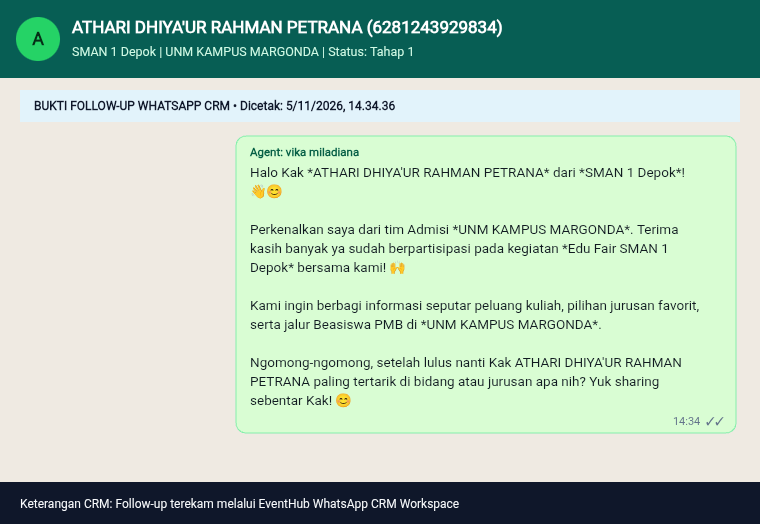 A
ATHARI DHIYA'UR RAHMAN PETRANA (6281243929834)
SMAN 1 Depok | UNM KAMPUS MARGONDA | Status: Tahap 1
BUKTI FOLLOW-UP WHATSAPP CRM • Dicetak: 5/11/2026, 14.34.36
Agent: vika miladiana
Halo Kak *ATHARI DHIYA'UR RAHMAN PETRANA* dari *SMAN 1 Depok*!
👋😊
Perkenalkan saya dari tim Admisi *UNM KAMPUS MARGONDA*. Terima
kasih banyak ya sudah berpartisipasi pada kegiatan *Edu Fair SMAN 1
Depok* bersama kami! 🙌
Kami ingin berbagi informasi seputar peluang kuliah, pilihan jurusan favorit,
serta jalur Beasiswa PMB di *UNM KAMPUS MARGONDA*.
Ngomong-ngomong, setelah lulus nanti Kak ATHARI DHIYA'UR RAHMAN
PETRANA paling tertarik di bidang atau jurusan apa nih? Yuk sharing
sebentar Kak! 😊
14:34 ✓✓
Keterangan CRM: Follow-up terekam melalui EventHub WhatsApp CRM Workspace